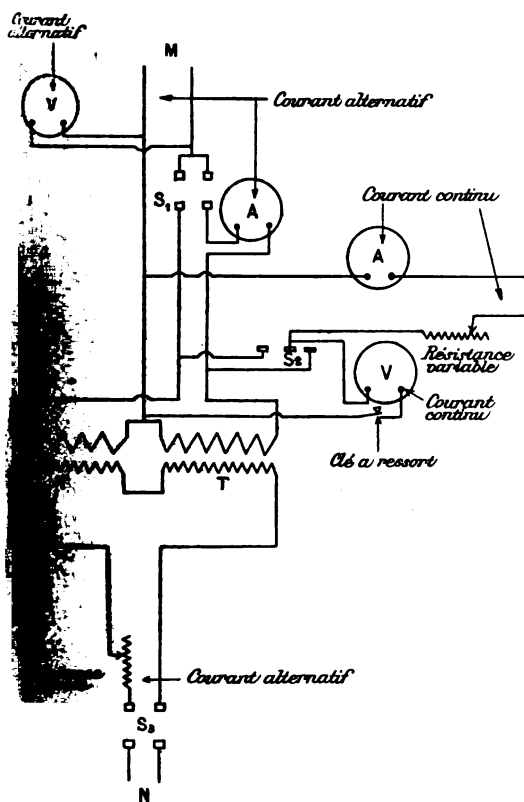 Courant
alternatif
M
V
Courant alternatif
S₁
A
Courant continu
A
S₂
Résistance
variable
V
Courant
continu
Clé a ressort
T
Courant alternatif
S₃
N